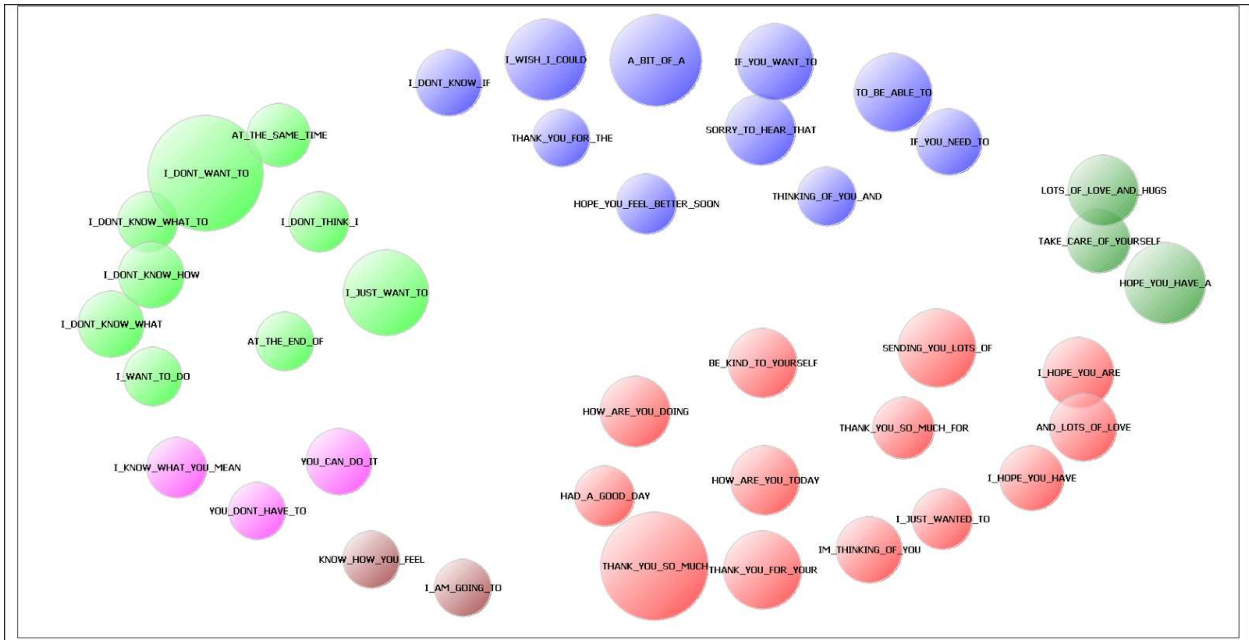 I_WISH_I_COULD
A_BIT_OF_A
IF_YOU_WANT_TO
I_DONT_KNOW_IF
TO_BE_ABLE_TO
THANK_YOU_FOR_THE
SORRY_TO_HEAR_THAT
IF_YOU_NEED_TO
HOPE_YOU_FEEL_BETTER_SOON
THINKING_OF_YOU_AND
AT_THE_SAME_TIME
I_DONT_WANT_TO
I_DONT_KNOW_WHAT_TO
I_DONT_THINK_I
I_DONT_KNOW_HOW
I_JUST_WANT_TO
I_DONT_KNOW_WHAT
AT_THE_END_OF
I_WANT_TO_DO
LOTS_OF_LOVE_AND_HUGS
TAKE_CARE_OF_YOURSELF
HOPE_YOU_HAVE_A
SENDING_YOU_LOTS_OF
BE_KIND_TO_YOURSELF
I_HOPE_YOU_ARE
HOW_ARE_YOU_DOING
THANK_YOU_SO_MUCH_FOR
AND_LOTS_OF_LOVE
HOW_ARE_YOU_TODAY
I_HOPE_YOU_HAVE
HAD_A_GOOD_DAY
I_JUST_WANTED_TO
IM_THINKING_OF_YOU
THANK_YOU_SO_MUCH
THANK_YOU_FOR_YOUR
YOU_CAN_DO_IT
I_KNOW_WHAT_YOU_MEAN
YOU_DONT_HAVE_TO
KNOW_HOW_YOU_FEEL
I_AM_GOING_TO